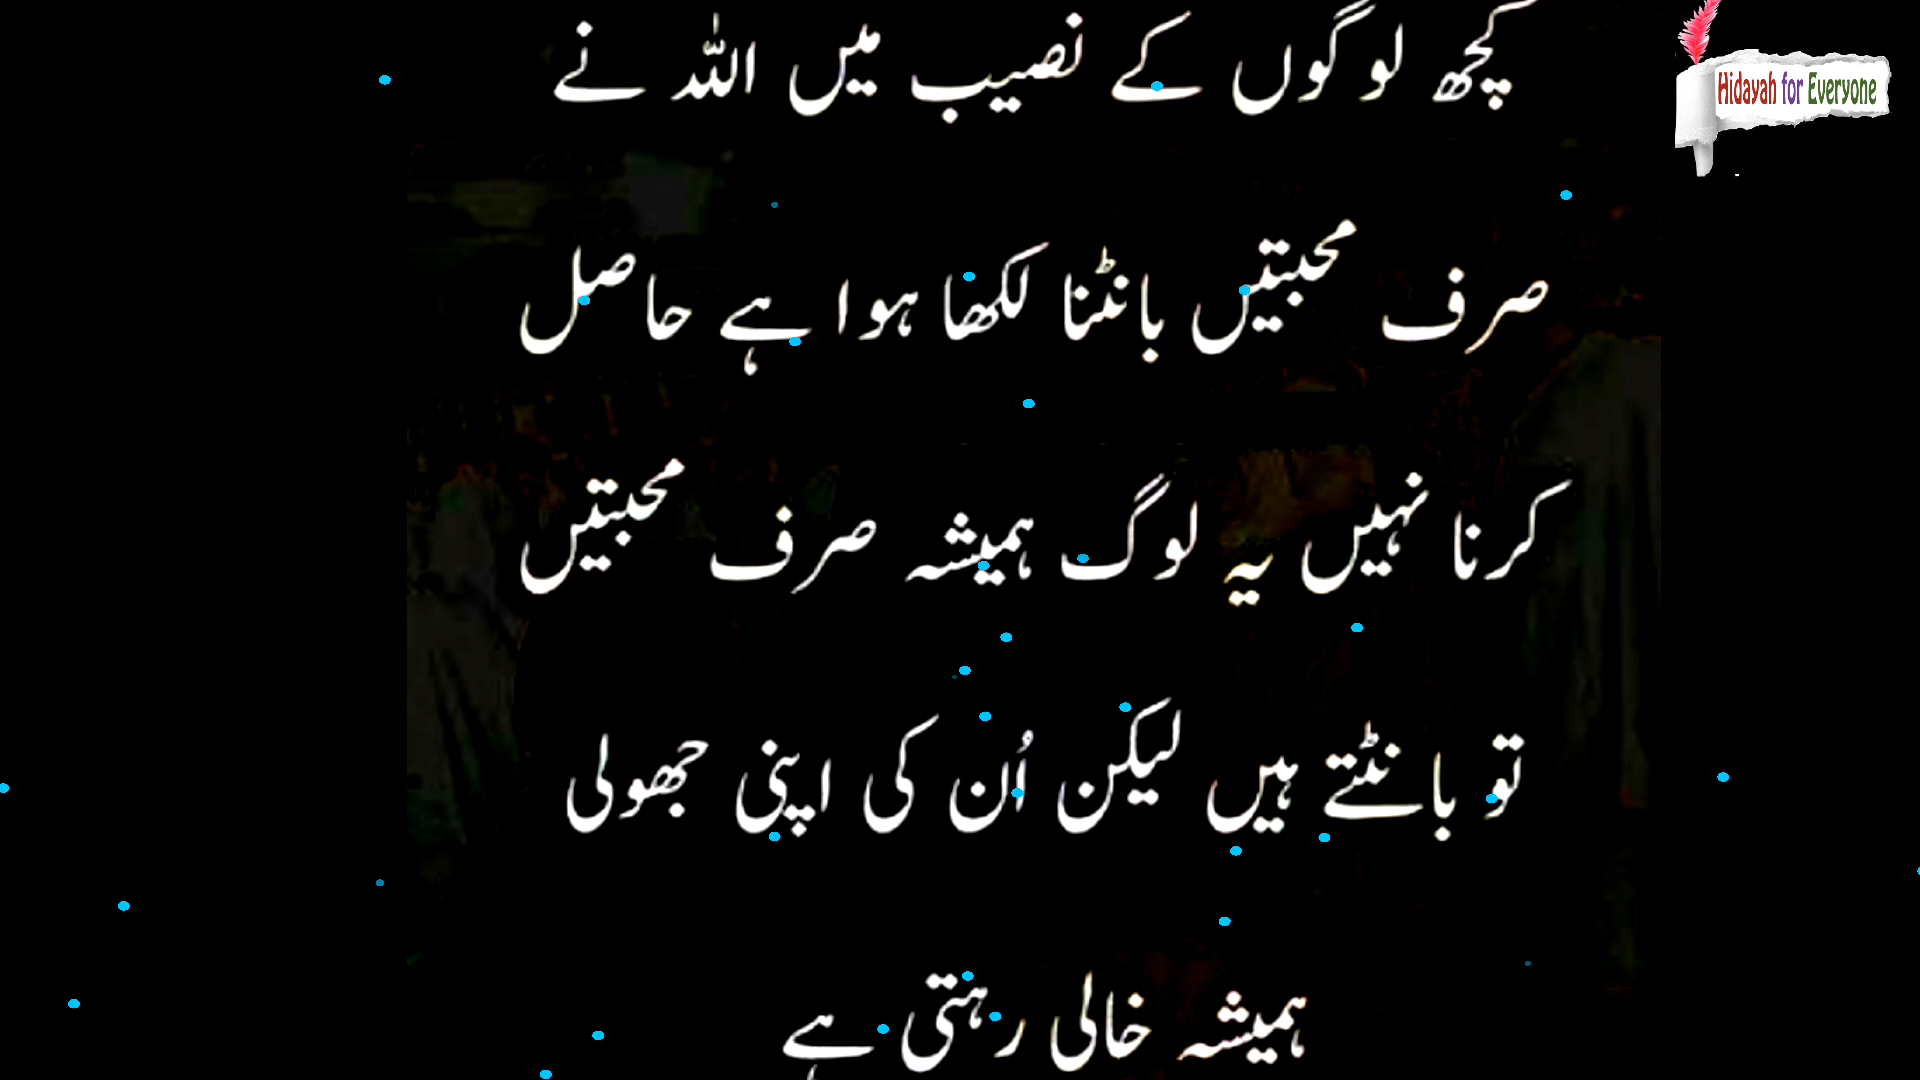 کچھ لوگوں کے نصیب میں اللہ نے
Hidayah for Everyone
صرف محبتیں بانٹنا لکھا ہوا ہے حاصل
کرنا نہیں یہ لوگ ہمیشہ صرف محبتیں
تو بانٹتے ہیں لیکن اُن کی اپنی جھولی
ہمیشہ خالی رہتی ہے